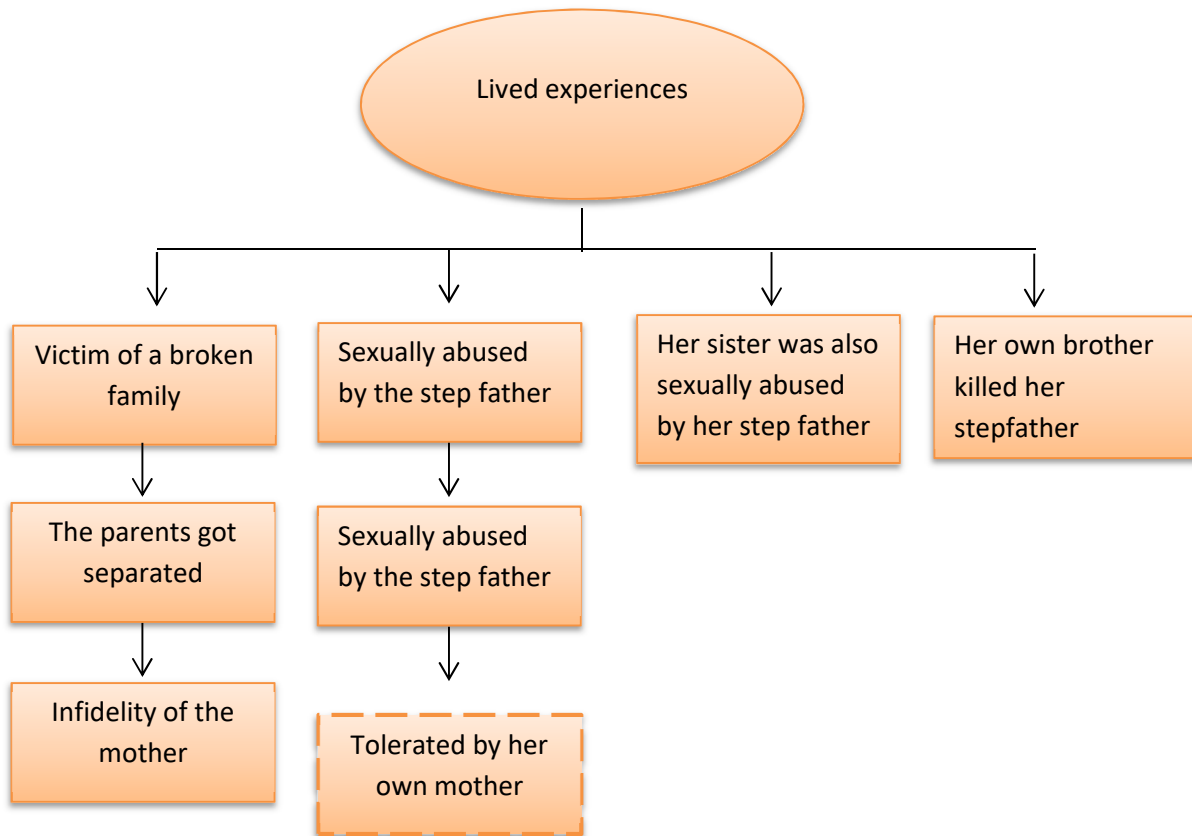 Lived experiences
Victim of a broken
family
Sexually abused
by the step father
Her sister was also
sexually abused
by her step father
Her own brother
killed her
stepfather
The parents got
separated
Sexually abused
by the step father
Infidelity of the
mother
Tolerated by her
own mother